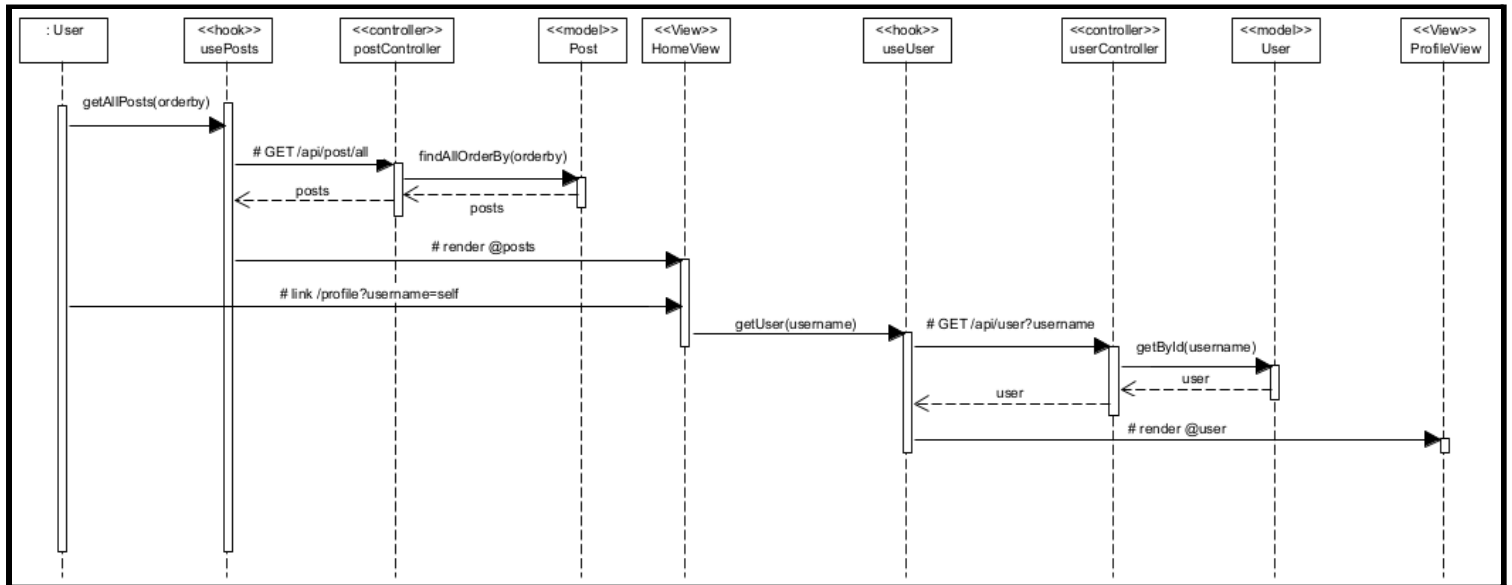 : User
<<hook>>
usePosts
<<controller>>
postController
<<model>>
Post
<<View>>
HomeView
<<hook>>
useUser
<<controller>>
userController
<<model>>
User
<<View>>
ProfileView
getAllPosts(orderby)
# GET /api/post/all
findAllOrderBy(orderby)
posts
posts
# render @posts
# link /profile?username=self
getUser(username)
# GET /api/user?username
getById(username)
user
user
# render @user